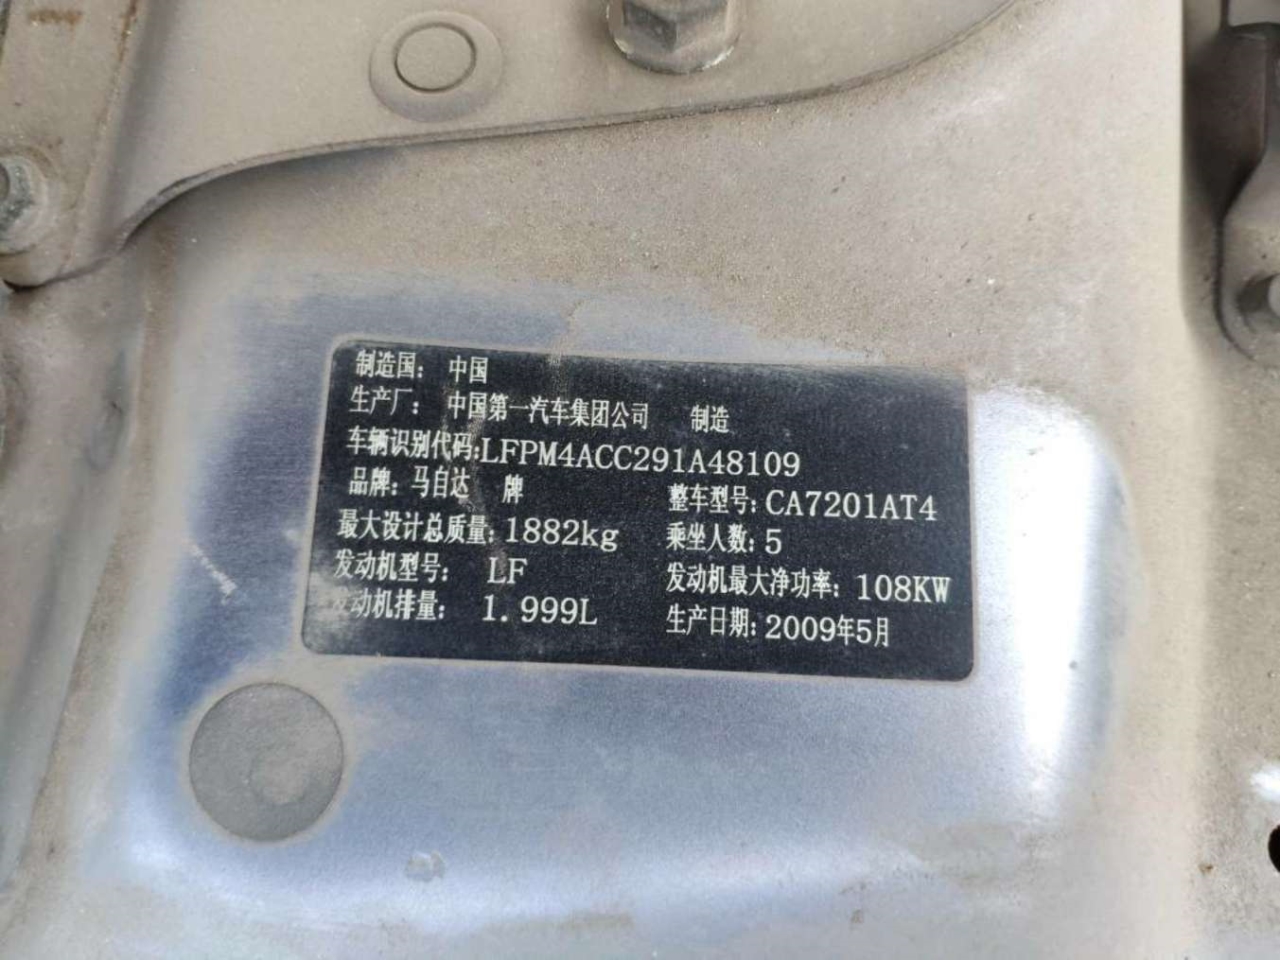 制造国： 中国
生产厂： 中国第一汽车集团公司 制造
车辆识别代码:LFPM4ACC291A48109
品牌: 马自达 牌 整车型号: CA7201AT4
最大设计总质量: 1882kg 乘坐人数: 5
发动机型号： LF 发动机最大净功率: 108KW
发动机排量： 1.999L 生产日期: 2009年5月